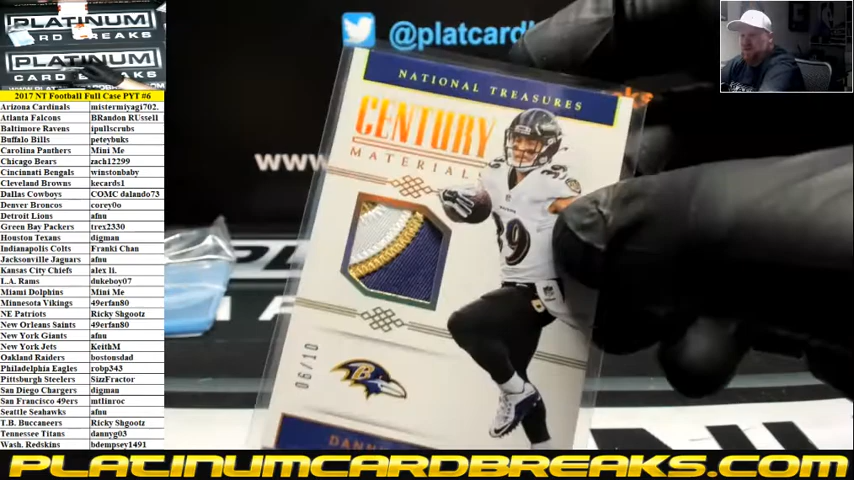 PLATINUM
CARD BREAKS
PLATINUM
CARD BREAKS
2017 NT Football Full Case PYT #6
Arizona Cardinals mistermiyagi702.
Atlanta Falcons BRandon RUssell
Baltimore Ravens ipullscrubs
Buffalo Bills peteybuks
Carolina Panthers Mini Me
Chicago Bears zach12299
Cincinnati Bengals winstonbaty
Cleveland Browns kecards1
Dallas Cowboys COMC dalando73
Denver Broncos corey0o
Detroit Lions afnu
Green Bay Packers trex2330
Houston Texans digman
Indianapolis Colts Franki Chan
Jacksonville Jaguars afnu
Kansas City Chiefs alex li.
L.A. Rams dukeboy07
Miami Dolphins Mini Me
Minnesota Vikings 49erfan80
NE Patriots Ricky Shgootz
New Orleans Saints 49erfan80
New York Giants afnu
New York Jets KeithM
Oakland Raiders bostonsdad
Philadelphia Eagles robp343
Pittsburgh Steelers SizzFractor
San Diego Chargers digman
San Francisco 49ers mtlinroc
Seattle Seahawks afnu
T.B. Buccaneers Ricky Shgootz
Tennessee Titans dannyg03
Wash. Redskins bdempsey1491
@platcard
www
NATIONAL TREASURES
CENTURY
MATERIALS
39
39
06/10
DANNY
PLATINUMCARDBREAKS.COM